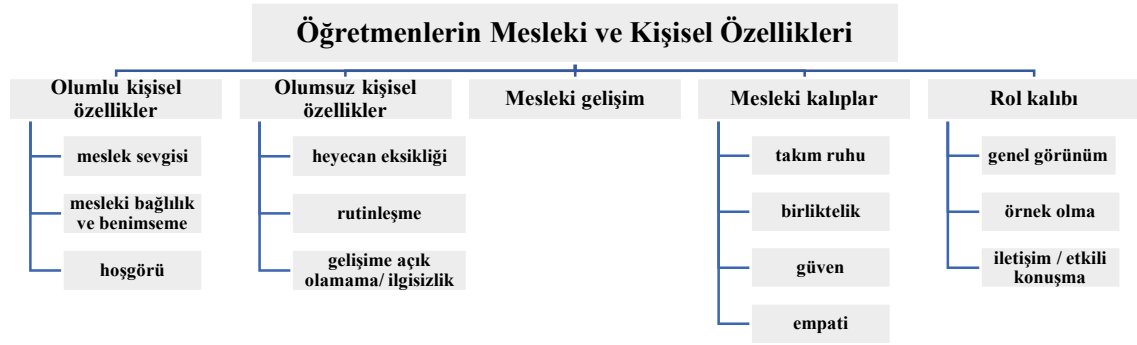 Öğretmenlerin Mesleki ve Kişisel Özellikleri
Olumlu kişisel
özellikler
meslek sevgisi
mesleki bağlılık
ve benimseme
hoşgörü
Olumsuz kişisel
özellikler
heyecan eksikliği
rutinleşme
gelişime açık
olamama/ ilgisizlik
Mesleki gelişim
Mesleki kalıplar
takım ruhu
birliktelik
güven
empati
Rol kalıbı
genel görünüm
örnek olma
iletişim / etkili
konuşma